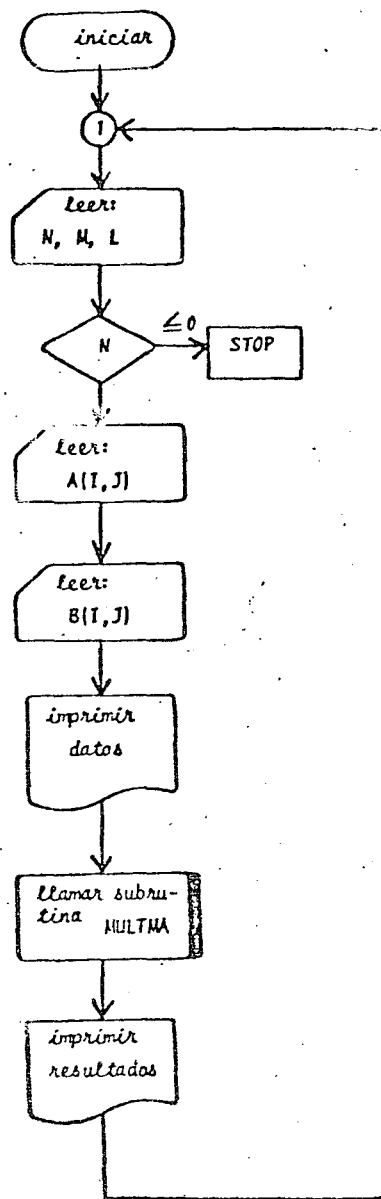 iniciar
1
leer:
N, M, L
N
≤0
STOP
leer:
A(I,J)
leer:
B(I,J)
imprimir
datos
llamar subru-
tina MULTMA
imprimir
resultados